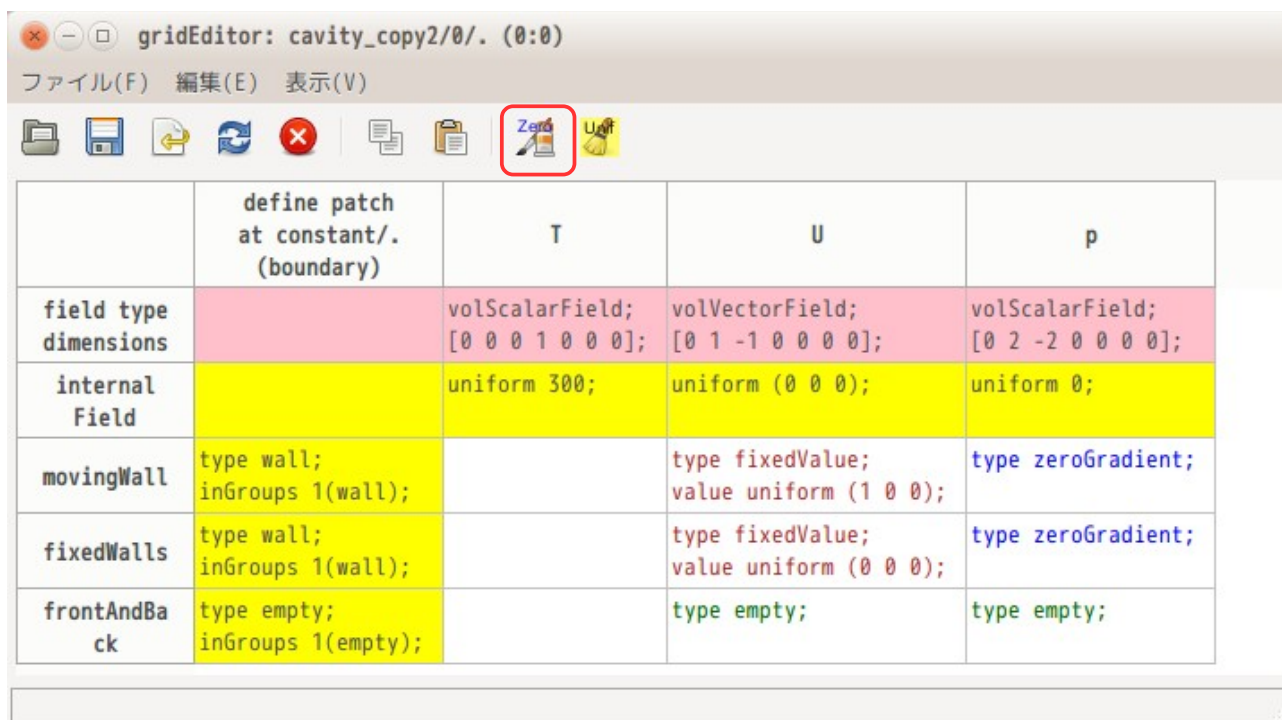 gridEditor: cavity_copy2/0/. (0:0)
ファイル(F) 編集(E) 表示(V)
Zero Unif
define patch
at constant/.
(boundary)
T
U
p
field type
dimensions
volScalarField;
[0 0 0 1 0 0 0];
volVectorField;
[0 1 -1 0 0 0 0];
volScalarField;
[0 2 -2 0 0 0 0];
internal
Field
uniform 300;
uniform (0 0 0);
uniform 0;
movingWall
type wall;
inGroups 1(wall);
type fixedValue;
value uniform (1 0 0);
type zeroGradient;
fixedWalls
type wall;
inGroups 1(wall);
type fixedValue;
value uniform (0 0 0);
type zeroGradient;
frontAndBa
ck
type empty;
inGroups 1(empty);
type empty;
type empty;